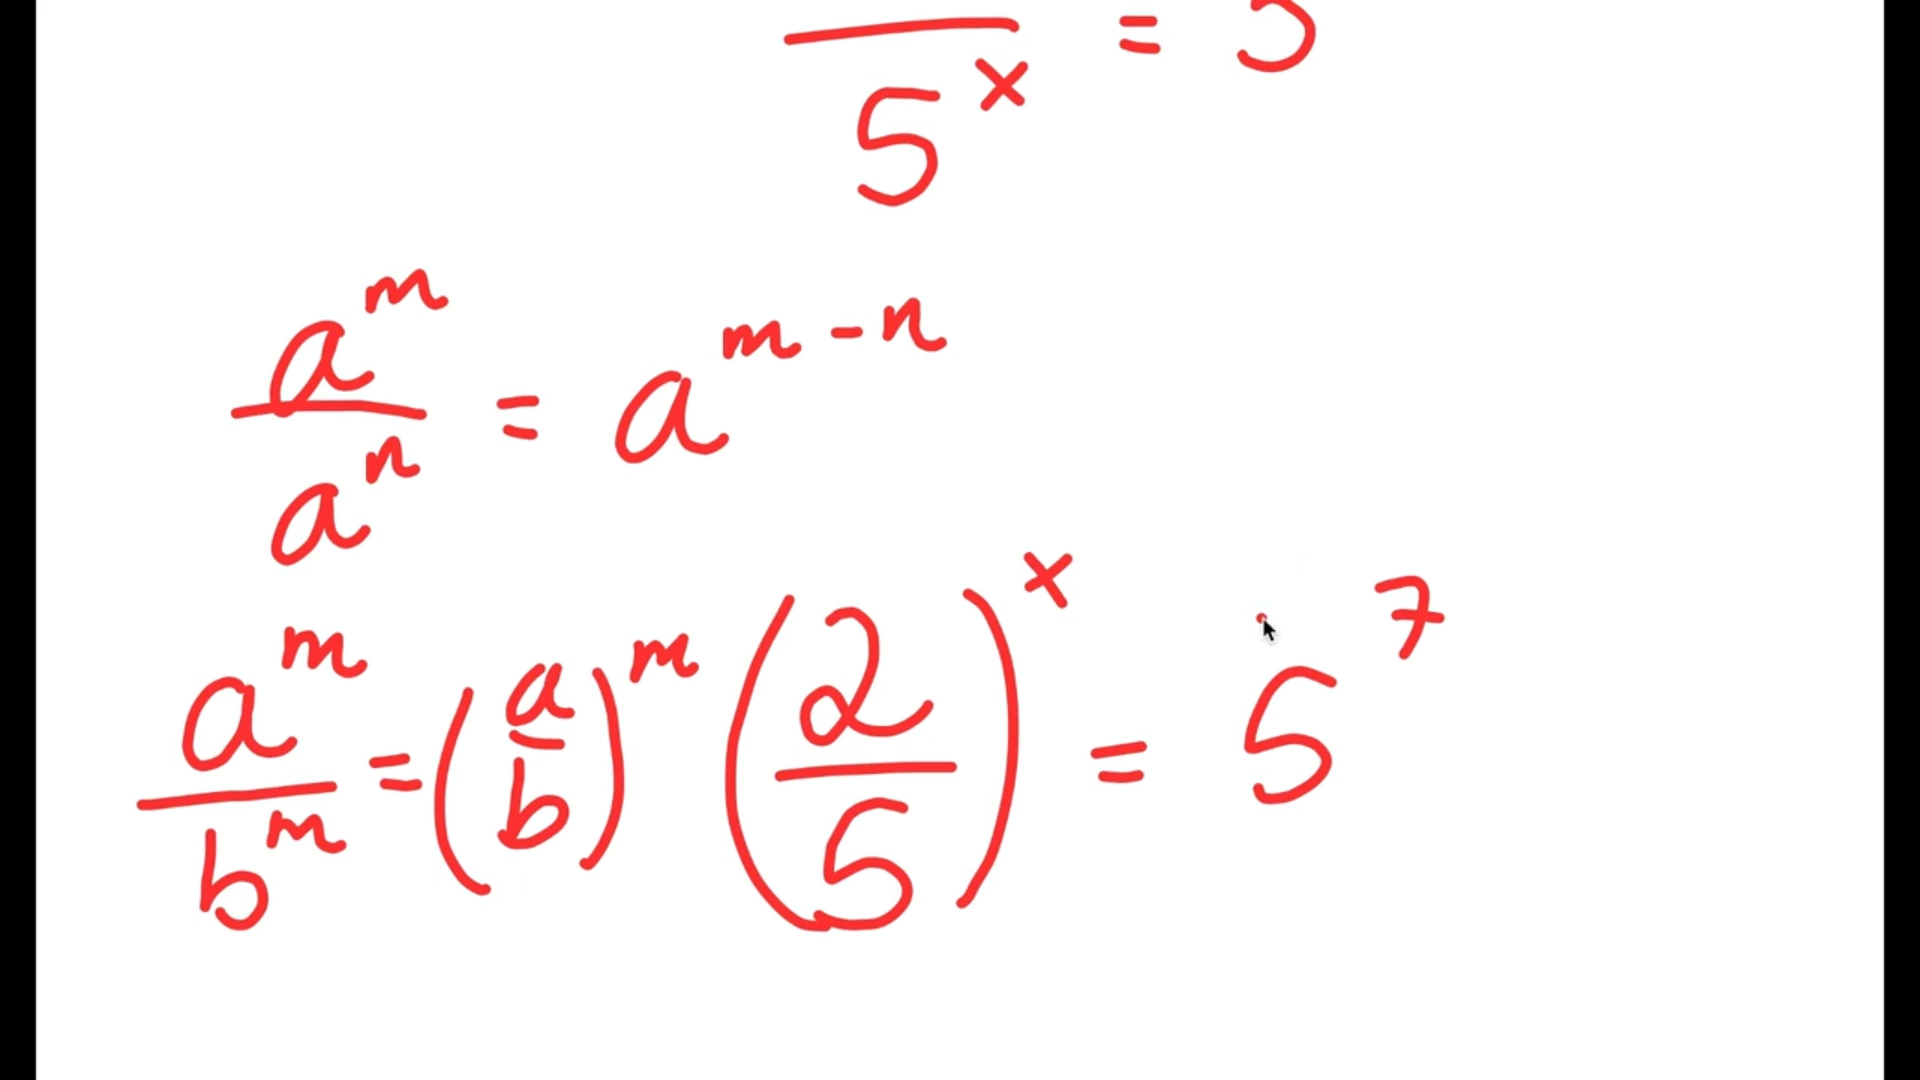 5^x = 5
a^m / a^n = a^(m-n)
a^m / b^m = (a/b)^m (2/5)^x = 5^7